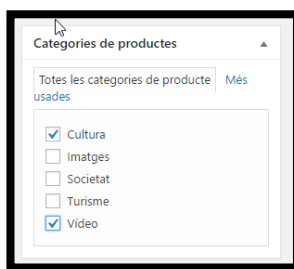 Categories de productes
Totes les categories de producte Més
usades
Cultura
Imatges
Societat
Turisme
Vídeo